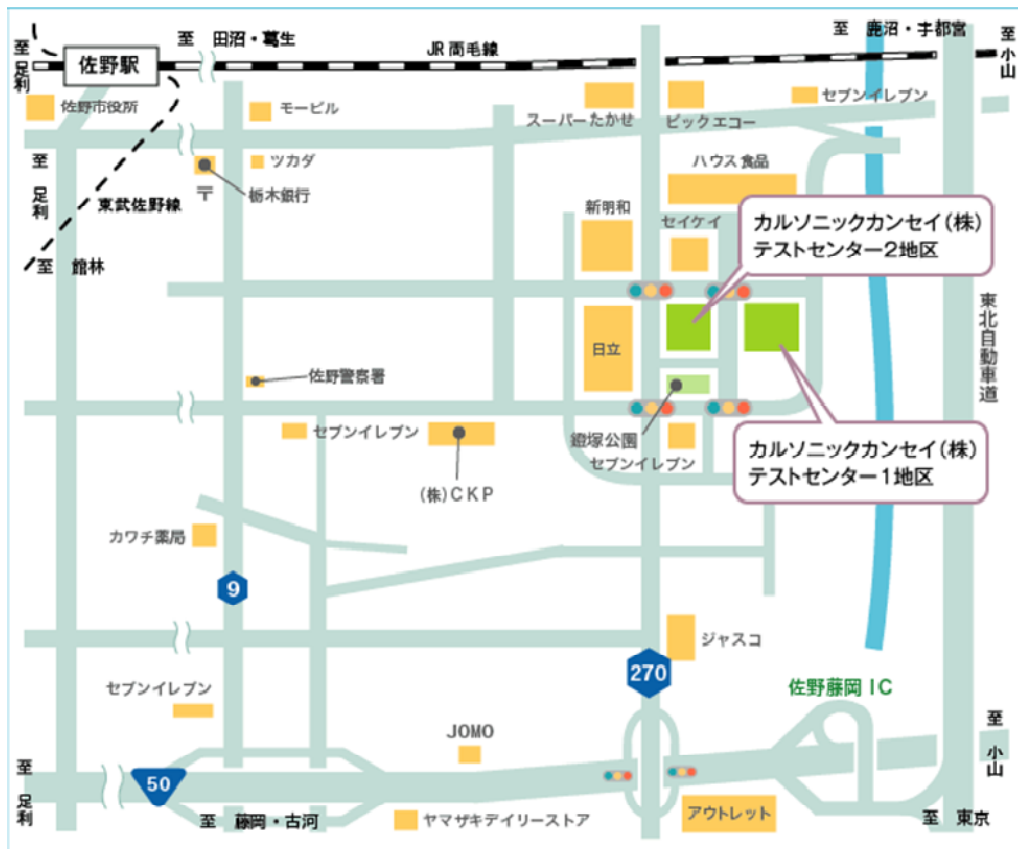 至 田沼・葛生
JR両毛線
至 鹿沼・宇都宮
至 小山
至 足利
佐野駅
佐野市役所
モービル
スーパーたかせ
ビックエコー
セブンイレブン
至 足利
ツカダ
栃木銀行
〒
東武佐野線
ハウス食品
新明和
セイケイ
カルソニックカンセイ(株)
テストセンター2地区
至 館林
東北自動車道
日立
佐野警察署
セブンイレブン
(株)CKP
鐙塚公園
セブンイレブン
カルソニックカンセイ(株)
テストセンター1地区
カワチ薬局
9
ジャスコ
270
セブンイレブン
佐野藤岡IC
JOMO
至 小山
至 足利
50
至 藤岡・古河
ヤマザキデイリーストア
アウトレット
至 東京